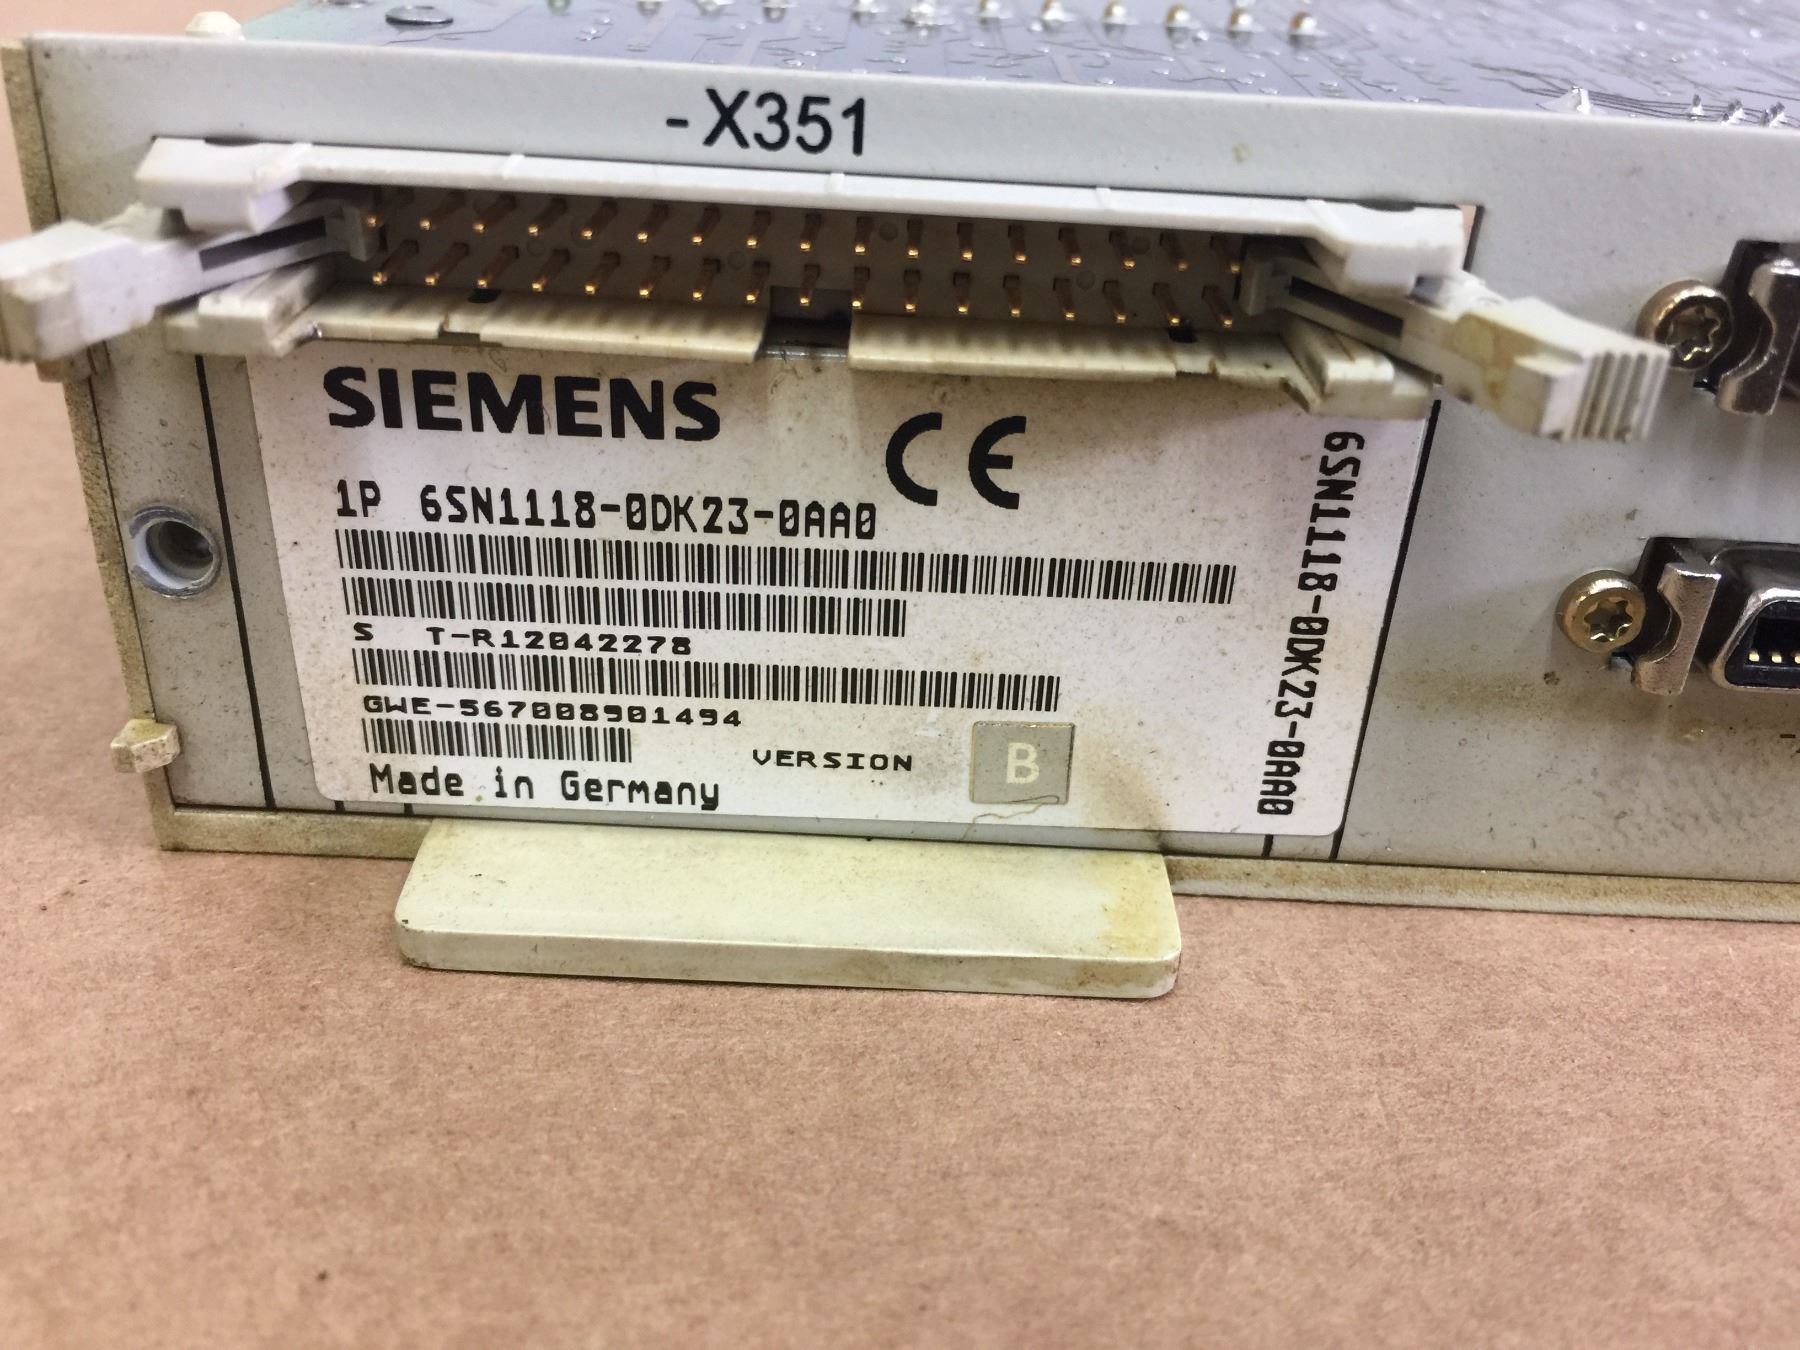 -X351
SIEMENS
CE
1P 6SN1118-0DK23-0AA0
S T-R12042278
GWE-567008901494
VERSION B
Made in Germany
6SN1118-0DK23-0AA0